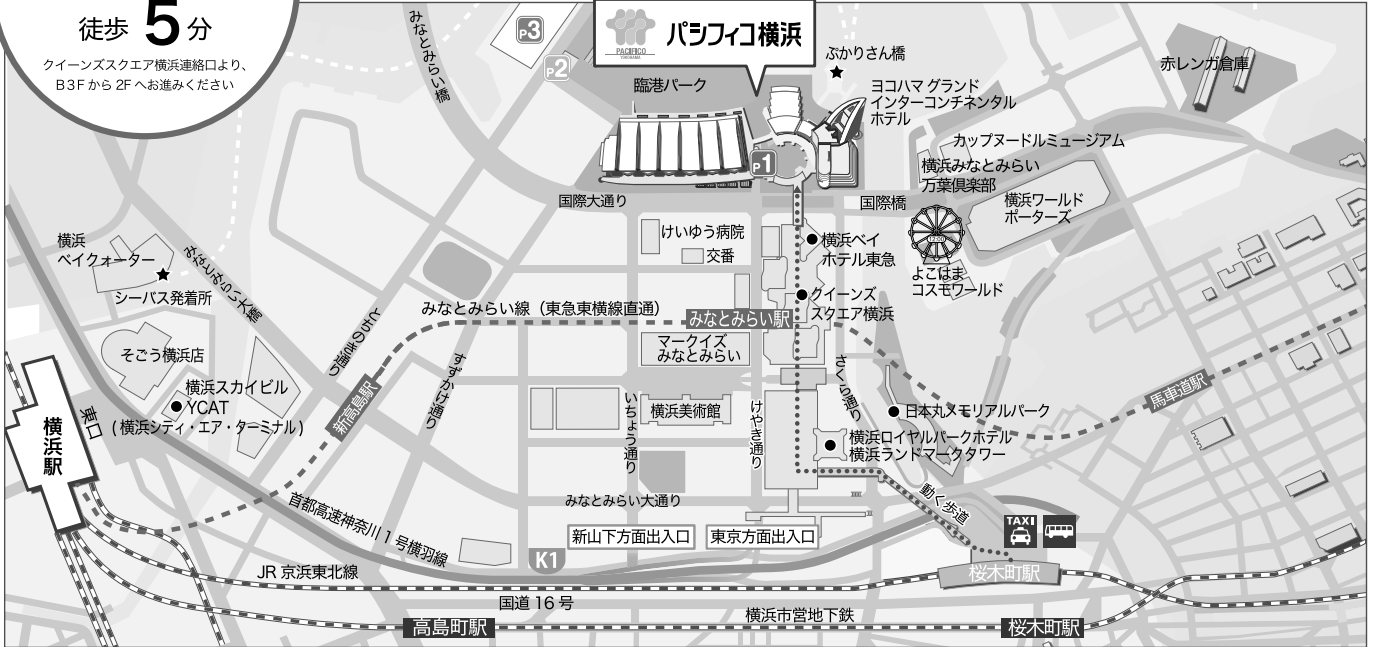 徒歩 5 分
クイーンズスクエア横浜連絡口より、
B3Fから2Fへお進みください
みなとみらい橋
P3
P2
PACIFICO
YOKOHAMA
パシフィコ横浜
臨港パーク
ぷかりさん橋
ヨコハマ グランド
インターコンチネンタル
ホテル
赤レンガ倉庫
カップヌードルミュージアム
横浜みなとみらい
万葉倶楽部
横浜ワールド
ポーターズ
P1
国際大通り
国際橋
けいゆう病院
交番
横浜ベイ
ホテル東急
よこはま
コスモワールド
横浜
ベイクォーター
シーバス発着所
みなとみらい大橋
みなとみらい線（東急東横線直通）
みなとみらい駅
クイーンズ
スクエア横浜
とちのき通り
すずかけ通り
マークイズ
みなとみらい
さくら通り
そごう横浜店
横浜スカイビル
YCAT
(横浜シティ・エア・ターミナル)
新高島駅
いちょう通り
横浜美術館
けやき通り
日本丸メモリアルパーク
馬車道駅
横浜ロイヤルパークホテル
横浜ランドマークタワー
東口
横浜駅
みなとみらい大通り
動く歩道
首都高速神奈川1号横羽線
新山下方面出入口
東京方面出入口
TAXI
K1
JR京浜東北線
桜木町駅
国道16号
横浜市営地下鉄
高島町駅
桜木町駅